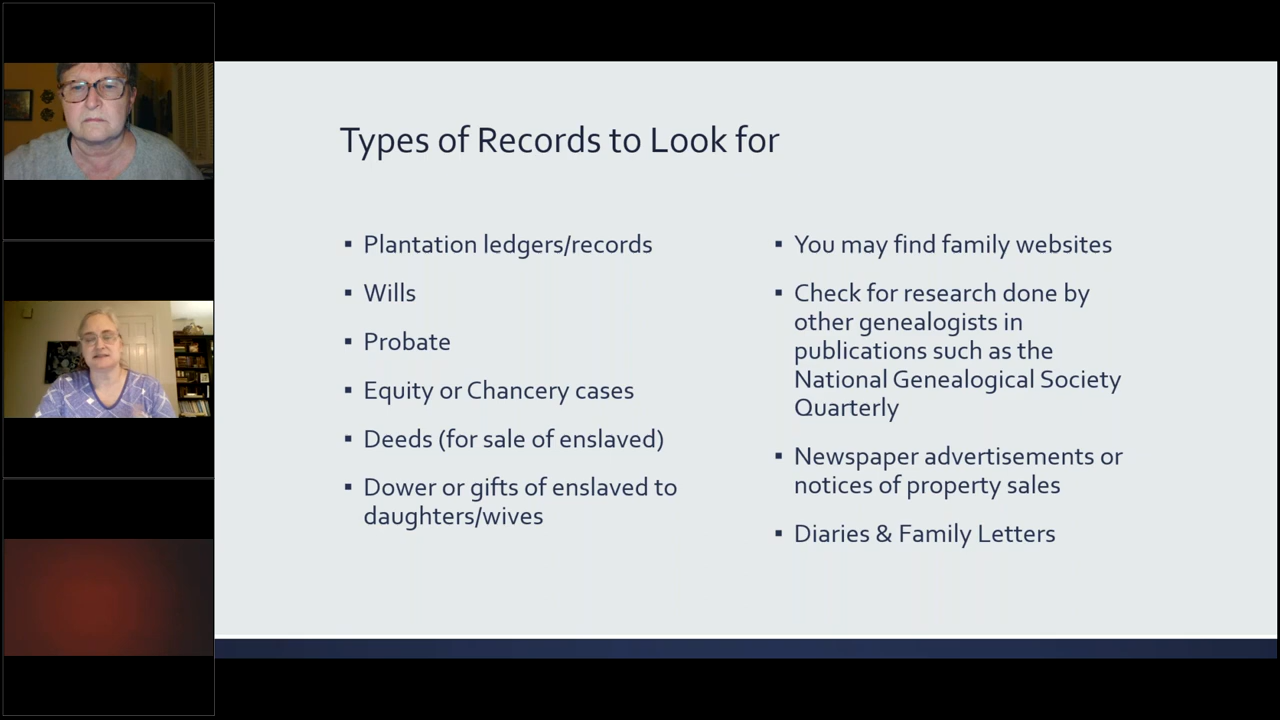 Types of Records to Look for
▪ Plantation ledgers/records
▪ Wills
▪ Probate
▪ Equity or Chancery cases
▪ Deeds (for sale of enslaved)
▪ Dower or gifts of enslaved to
daughters/wives
▪ You may find family websites
▪ Check for research done by
other genealogists in
publications such as the
National Genealogical Society
Quarterly
▪ Newspaper advertisements or
notices of property sales
▪ Diaries & Family Letters